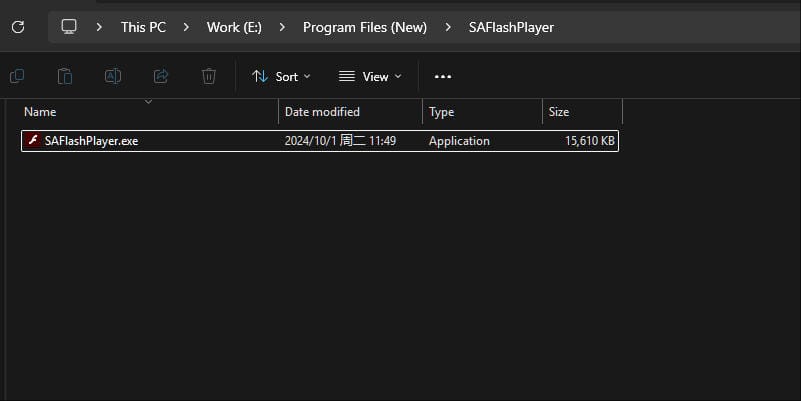 This PC > Work (E:) > Program Files (New) > SAFlashPlayer
Sort View
Name Date modified Type Size
SAFlashPlayer.exe 2024/10/1 周二 11:49 Application 15,610 KB